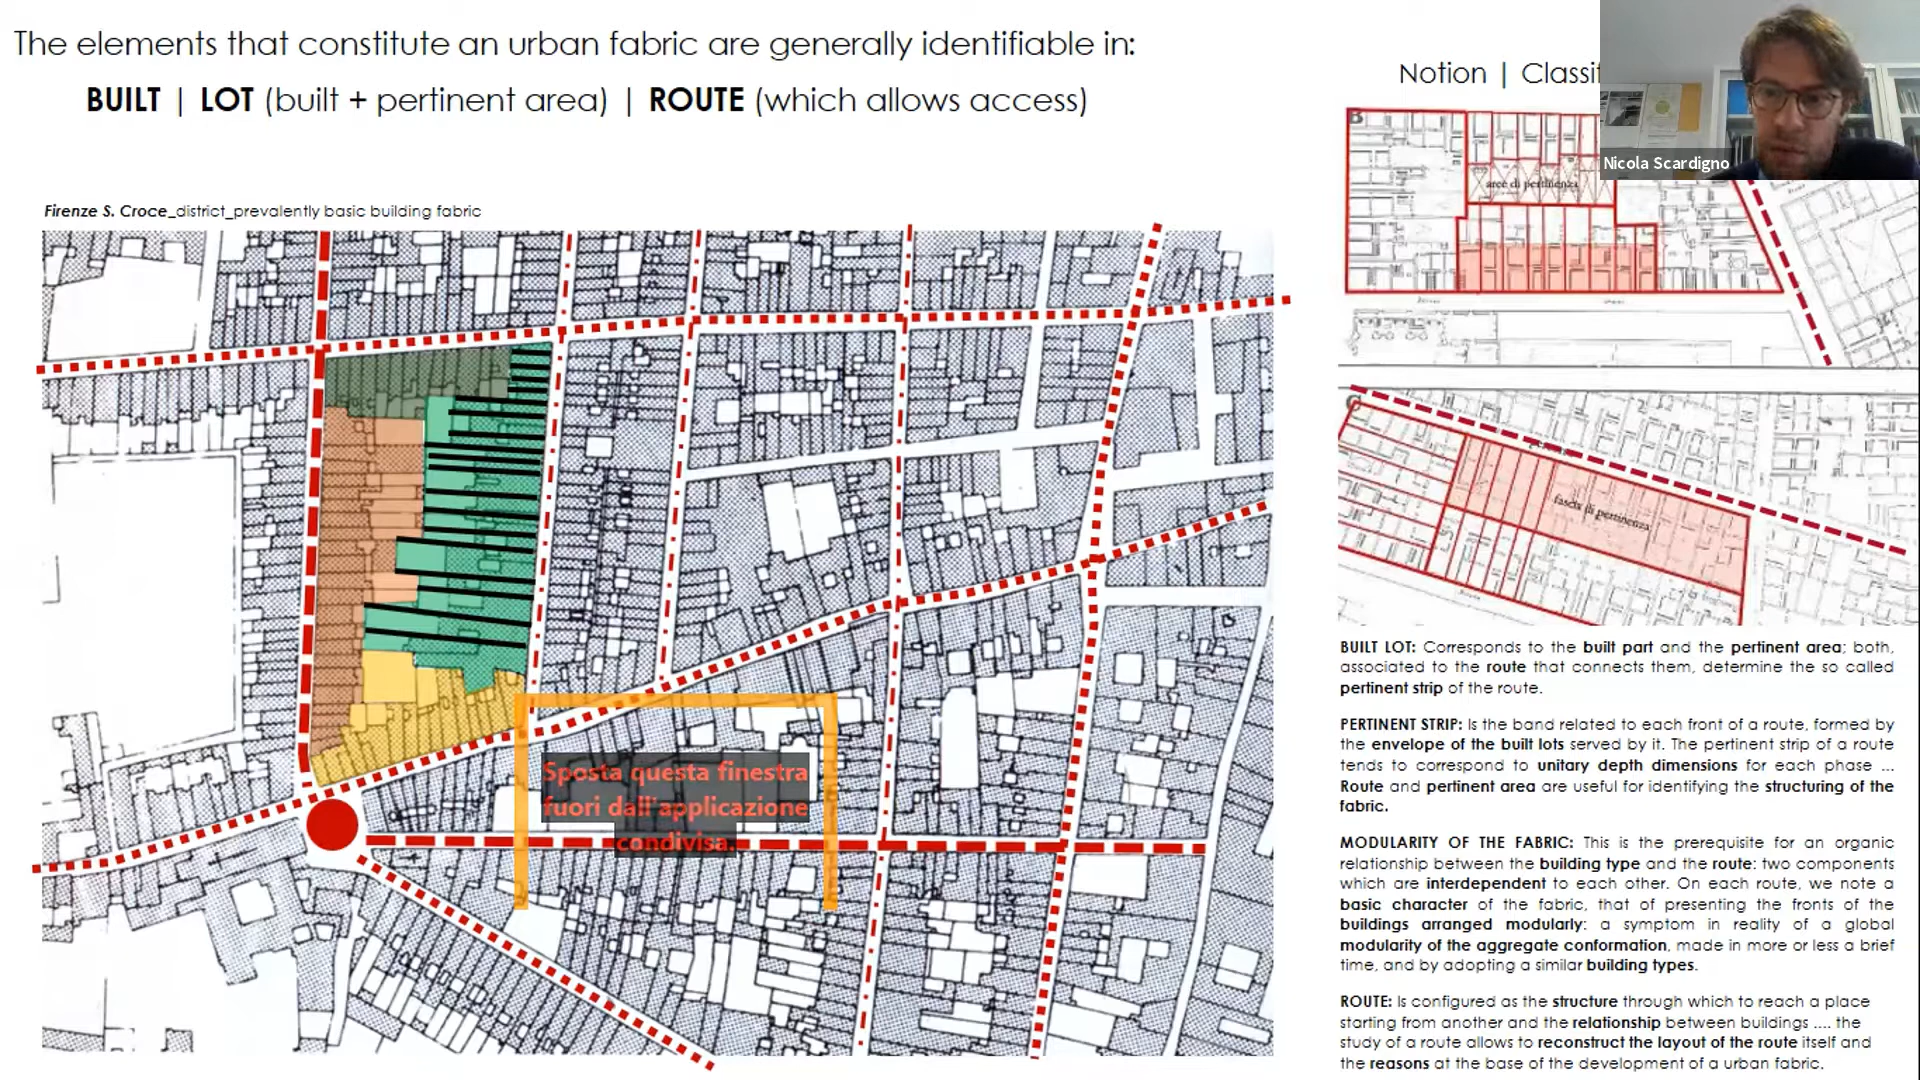 The elements that constitute an urban fabric are generally identifiable in:
BUILT | LOT (built + pertinent area) | ROUTE (which allows access)
Notion |
Nicola Scardigno
Firenze S. Croce_district_prevalently basic building fabric
B
aree di pertinenza
C
fascia di pertinenza
Sposta questa finestra
fuori dall'applicazione
condivisa.
BUILT LOT: Corresponds to the built part and the pertinent area; both,
associated to the route that connects them, determine the so called
pertinent strip of the route.
PERTINENT STRIP: Is the band related to each front of a route, formed by
the envelope of the built lots served by it. The pertinent strip of a route
tends to correspond to unitary depth dimensions for each phase ...
Route and pertinent area are useful for identifying the structuring of the
fabric.
MODULARITY OF THE FABRIC: This is the prerequisite for an organic
relationship between the building type and the route: two components
which are interdependent to each other. On each route, we note a
basic character of the fabric, that of presenting the fronts of the
buildings arranged modularly: a symptom in reality of a global
modularity of the aggregate conformation, made in more or less a brief
time, and by adopting a similar building types.
ROUTE: Is configured as the structure through which to reach a place
starting from another and the relationship between buildings .... the
study of a route allows to reconstruct the layout of the route itself and
the reasons at the base of the development of a urban fabric.